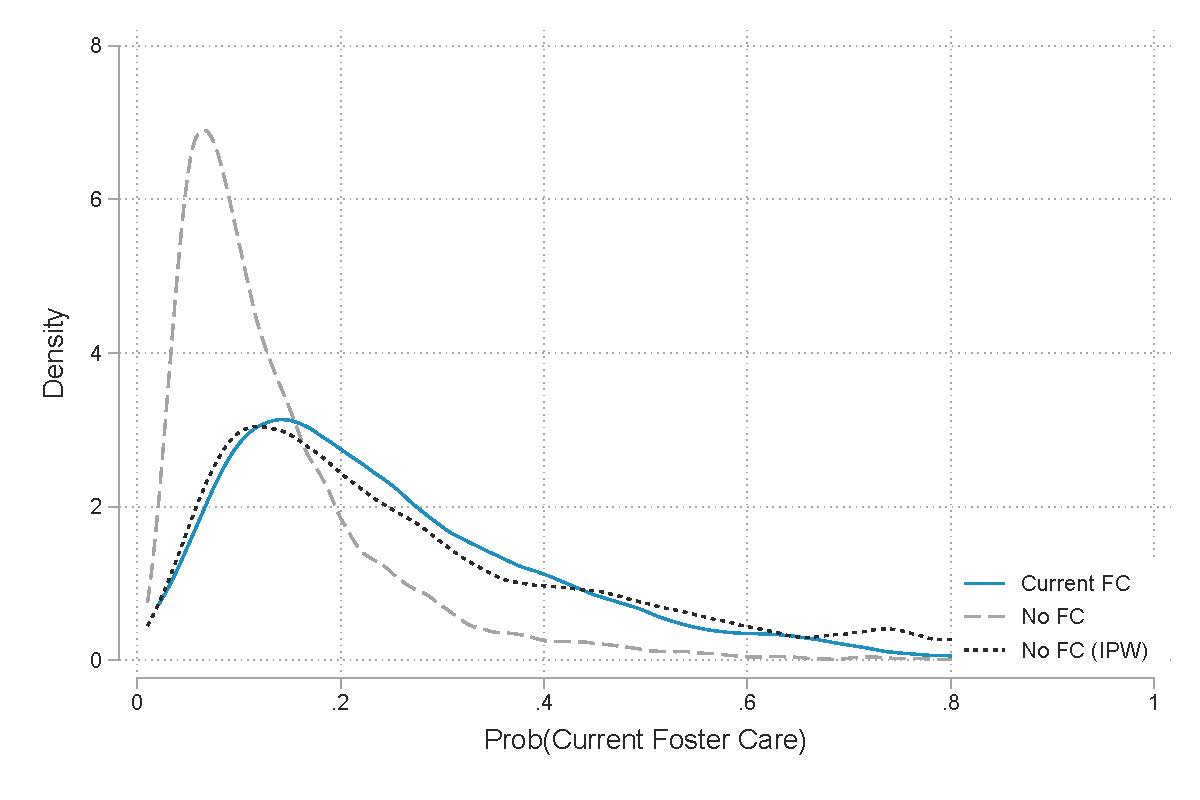 8
6
4
2
0
Density
0 .2 .4 .6 .8 1
Prob(Current Foster Care)
Current FC
No FC
No FC (IPW)